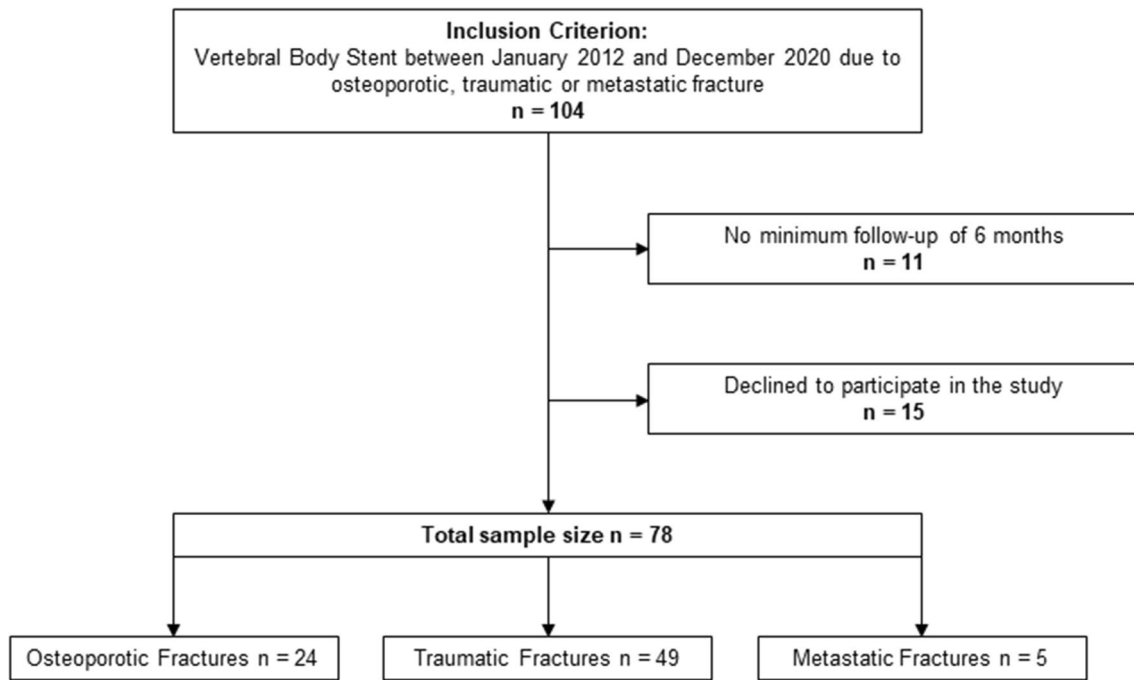 Inclusion Criterion:
Vertebral Body Stent between January 2012 and December 2020 due to
osteoporotic, traumatic or metastatic fracture
n = 104
No minimum follow-up of 6 months
n = 11
Declined to participate in the study
n = 15
Total sample size n = 78
Osteoporotic Fractures n = 24
Traumatic Fractures n = 49
Metastatic Fractures n = 5